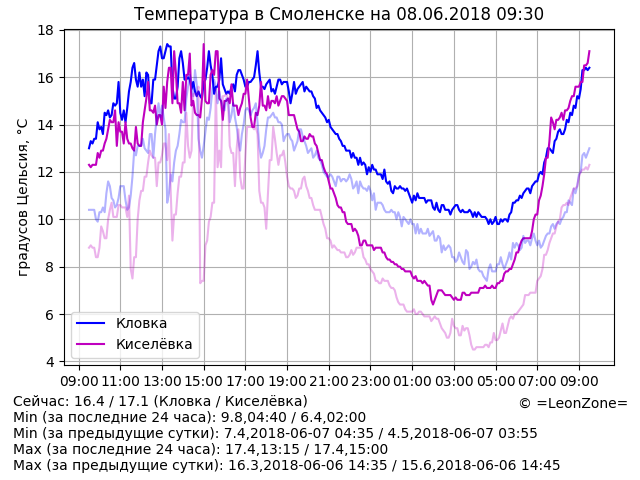 Температура в Смоленске на 08.06.2018 09:30
градусов Цельсия, °C
18
16
14
12
10
8
6
4
Кловка
Киселёвка
09:00 11:00 13:00 15:00 17:00 19:00 21:00 23:00 01:00 03:00 05:00 07:00 09:00
Сейчас: 16.4 / 17.1 (Кловка / Киселёвка)
© =LeonZone=
Min (за последние 24 часа): 9.8,04:40 / 6.4,02:00
Min (за предыдущие сутки): 7.4,2018-06-07 04:35 / 4.5,2018-06-07 03:55
Max (за последние 24 часа): 17.4,13:15 / 17.4,15:00
Max (за предыдущие сутки): 16.3,2018-06-06 14:35 / 15.6,2018-06-06 14:45